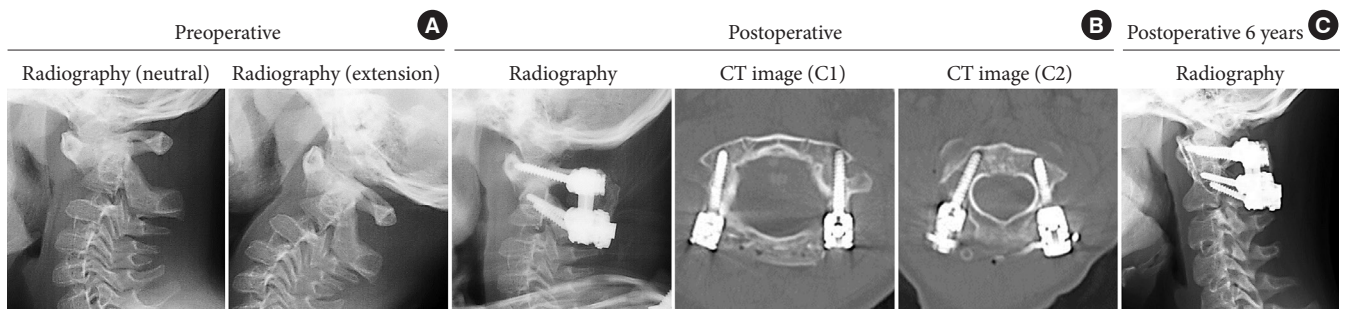 Preoperative
A
Postoperative
B
Postoperative 6 years
C
Radiography (neutral)
Radiography (extension)
Radiography
CT image (C1)
CT image (C2)
Radiography